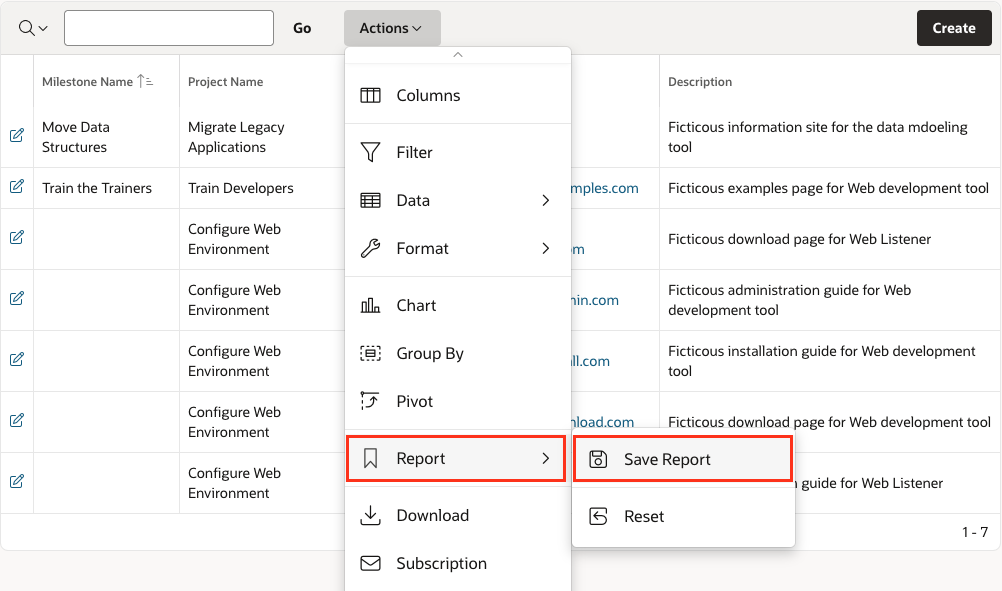 Go
Actions
Create
Milestone Name
Project Name
Description
Columns
Move Data
Structures
Migrate Legacy
Applications
Ficticous information site for the data mdoeling
tool
Filter
Train the Trainers
Train Developers
mples.com
Ficticous examples page for Web development tool
Data
Configure Web
Environment
Ficticous download page for Web Listener
Format
Configure Web
Environment
min.com
Ficticous administration guide for Web
development tool
Chart
Configure Web
Environment
all.com
Ficticous installation guide for Web development
tool
Group By
Pivot
Configure Web
Environment
nload.com
Ficticous download page for Web development tool
Report
Save Report
Configure Web
Environment
guide for Web Listener
Download
Reset
1 - 7
Subscription